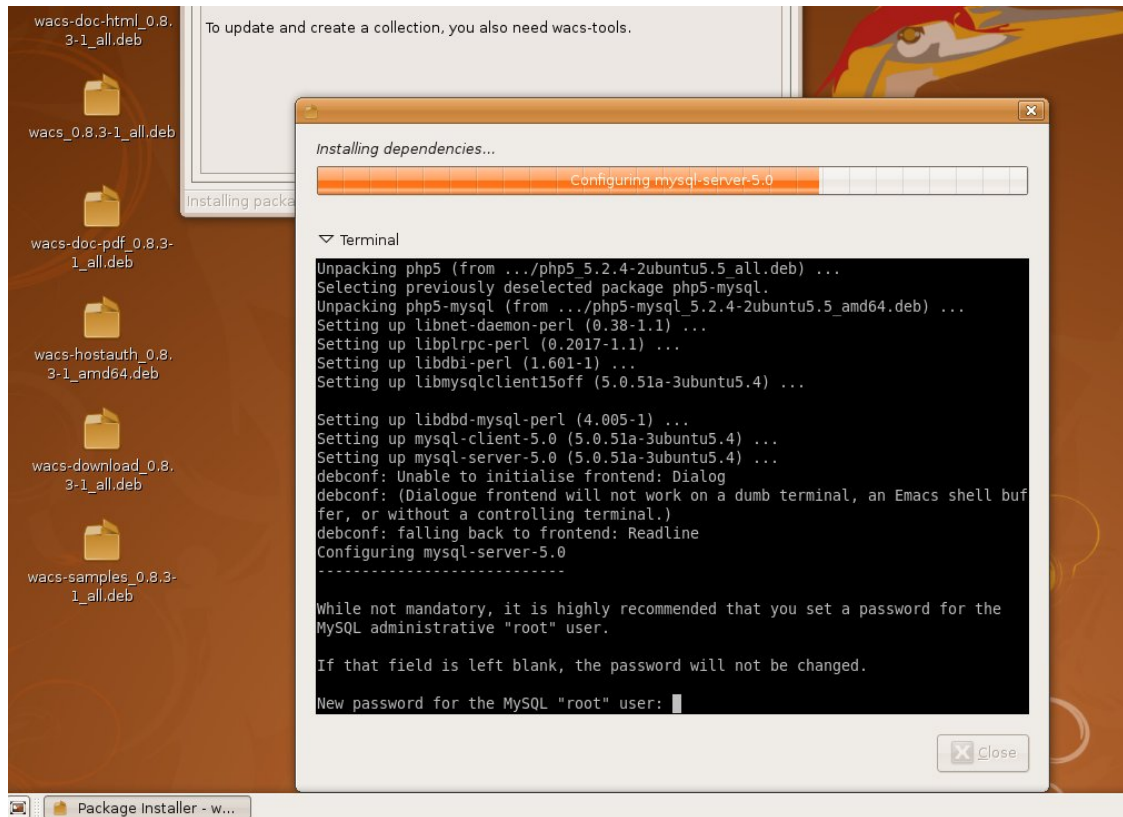 wacs-doc-html_0.8.
3-1_all.deb
wacs_0.8.3-1_all.deb
wacs-doc-pdf_0.8.3-
1_all.deb
wacs-hostauth_0.8.
3-1_amd64.deb
wacs-download_0.8.
3-1_all.deb
wacs-samples_0.8.3-
1_all.deb
To update and create a collection, you also need wacs-tools.
Installing packa
Installing dependencies...
Configuring mysql-server-5.0
Terminal
Unpacking php5 (from .../php5_5.2.4-2ubuntu5.5_all.deb) ...
Selecting previously deselected package php5-mysql.
Unpacking php5-mysql (from .../php5-mysql_5.2.4-2ubuntu5.5_amd64.deb) ...
Setting up libnet-daemon-perl (0.38-1.1) ...
Setting up libplrpc-perl (0.2017-1.1) ...
Setting up libdbi-perl (1.601-1) ...
Setting up libmysqlclient15off (5.0.51a-3ubuntu5.4) ...
Setting up libdbd-mysql-perl (4.005-1) ...
Setting up mysql-client-5.0 (5.0.51a-3ubuntu5.4) ...
Setting up mysql-server-5.0 (5.0.51a-3ubuntu5.4) ...
debconf: Unable to initialise frontend: Dialog
debconf: (Dialogue frontend will not work on a dumb terminal, an Emacs shell buf
fer, or without a controlling terminal.)
debconf: falling back to frontend: Readline
Configuring mysql-server-5.0
----------------------------
While not mandatory, it is highly recommended that you set a password for the
MySQL administrative "root" user.
If that field is left blank, the password will not be changed.
New password for the MySQL "root" user:
Close
Package Installer - w...